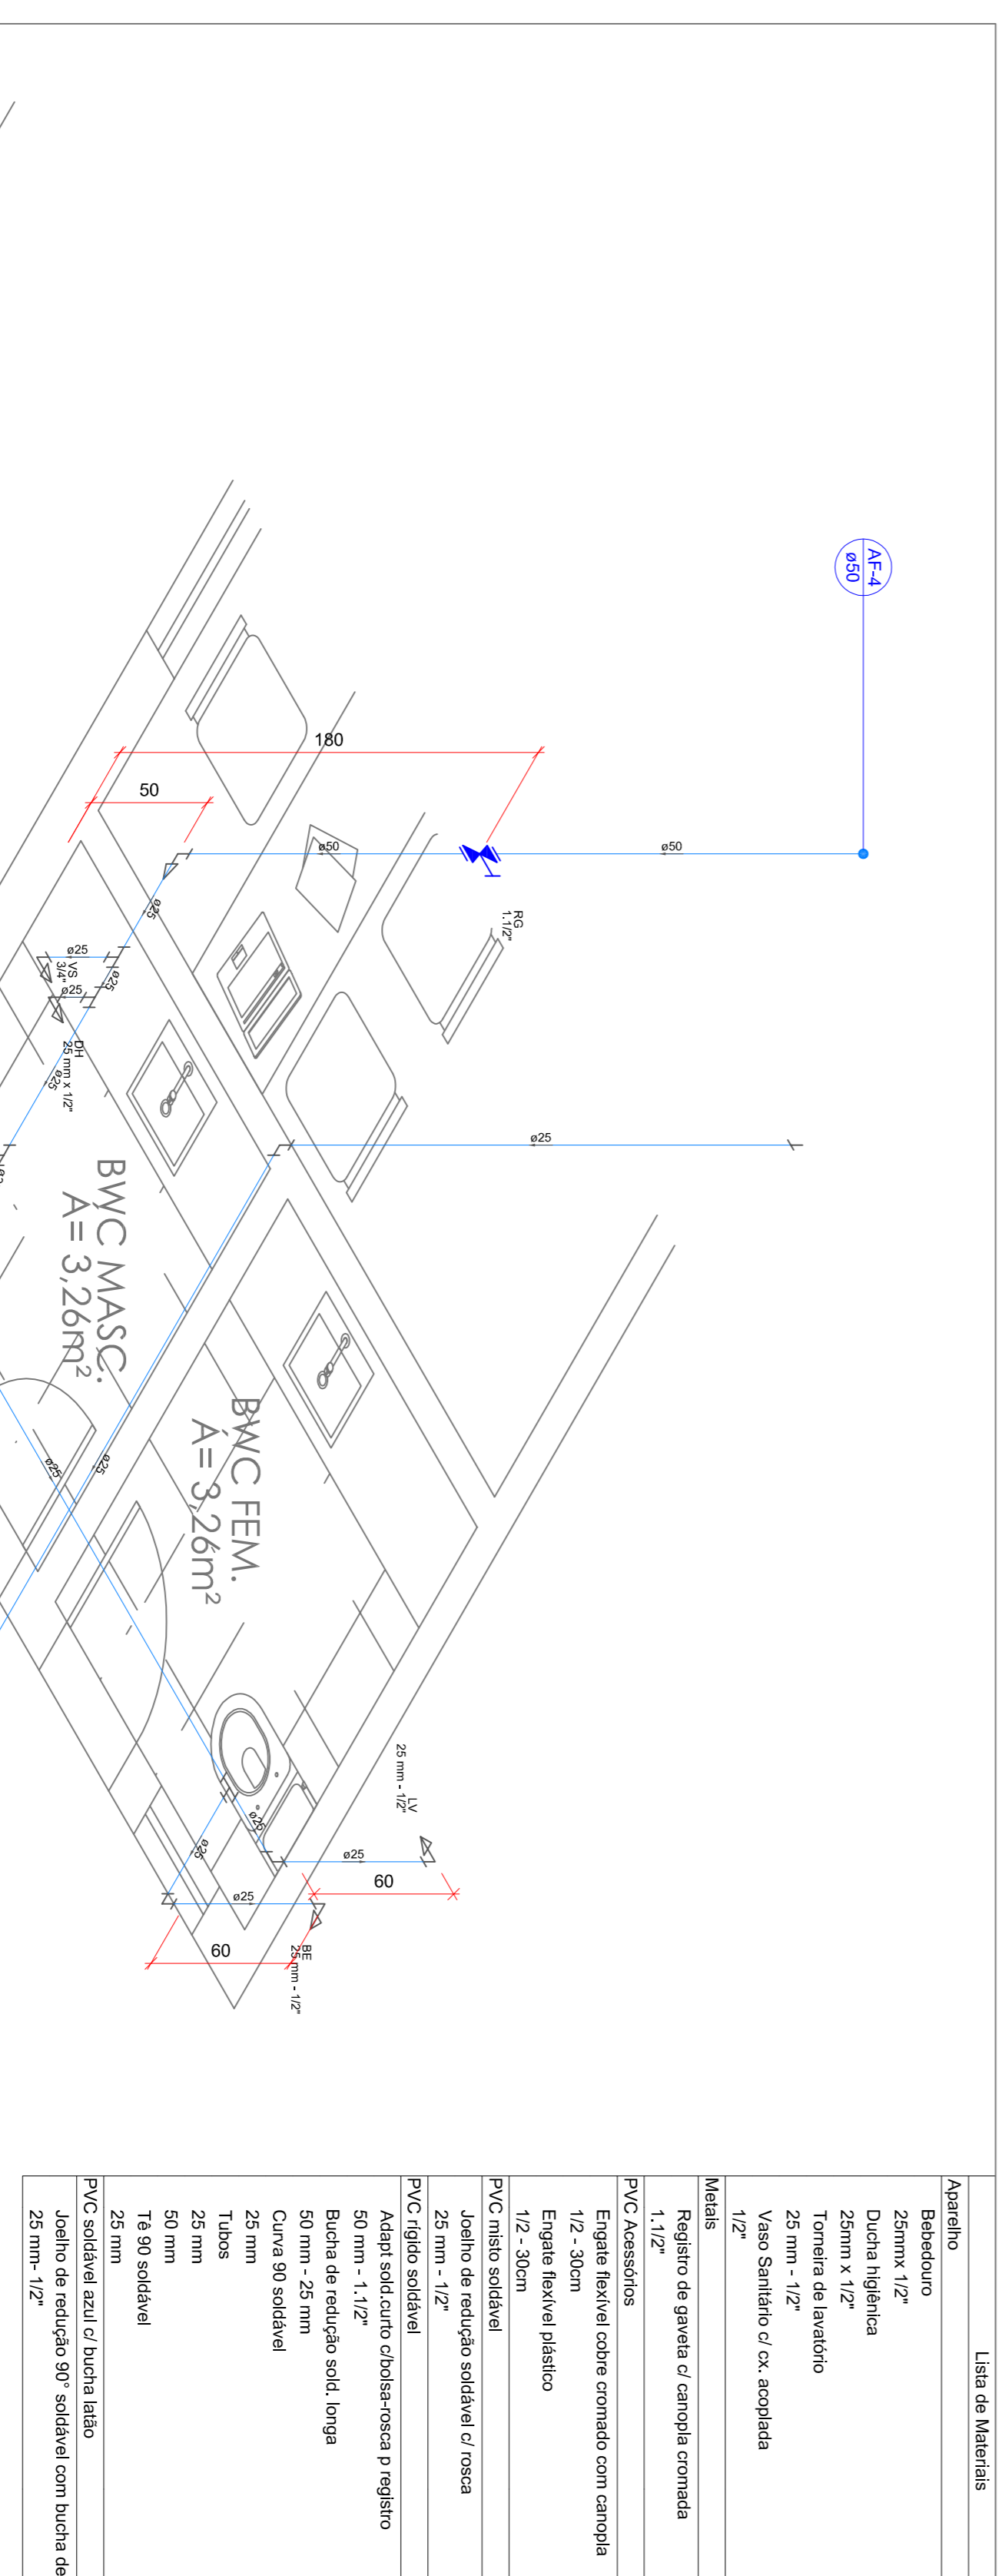 AF-4
ø50
180
50
ø50
ø50
RG
1.1/2"
ø25
ø25
ø25
VS
3/4"
ø25
DH
25 mm x 1/2"
ø25
ø25
BWC MASC.
A= 3,26m²
BWC FEM.
A= 3,26m²
ø25
ø25
LV
25 mm - 1/2"
ø25
ø25
ø25
ø25
60
60
BE
25 mm - 1/2"
Lista de Materiais
Aparelho
Bebedouro
25mmx 1/2"
Ducha higiênica
25mm x 1/2"
Torneira de lavatório
25 mm - 1/2"
Vaso Sanitário c/ cx. acoplada
1/2"
Metais
Registro de gaveta c/ canopla cromada
1.1/2"
PVC Acessórios
Engate flexível cobre cromado com canopla
1/2 - 30cm
Engate flexível plástico
1/2 - 30cm
PVC misto soldável
Joelho de redução soldável c/ rosca
25 mm - 1/2"
PVC rígido soldável
Adapt sold.curto c/bolsa-rosca p registro
50 mm - 1.1/2"
Bucha de redução sold. longa
50 mm - 25 mm
Curva 90 soldável
25 mm
Tubos
25 mm
50 mm
Tê 90 soldável
25 mm
PVC soldável azul c/ bucha latão
Joelho de redução 90° soldável com bucha de
25 mm- 1/2"